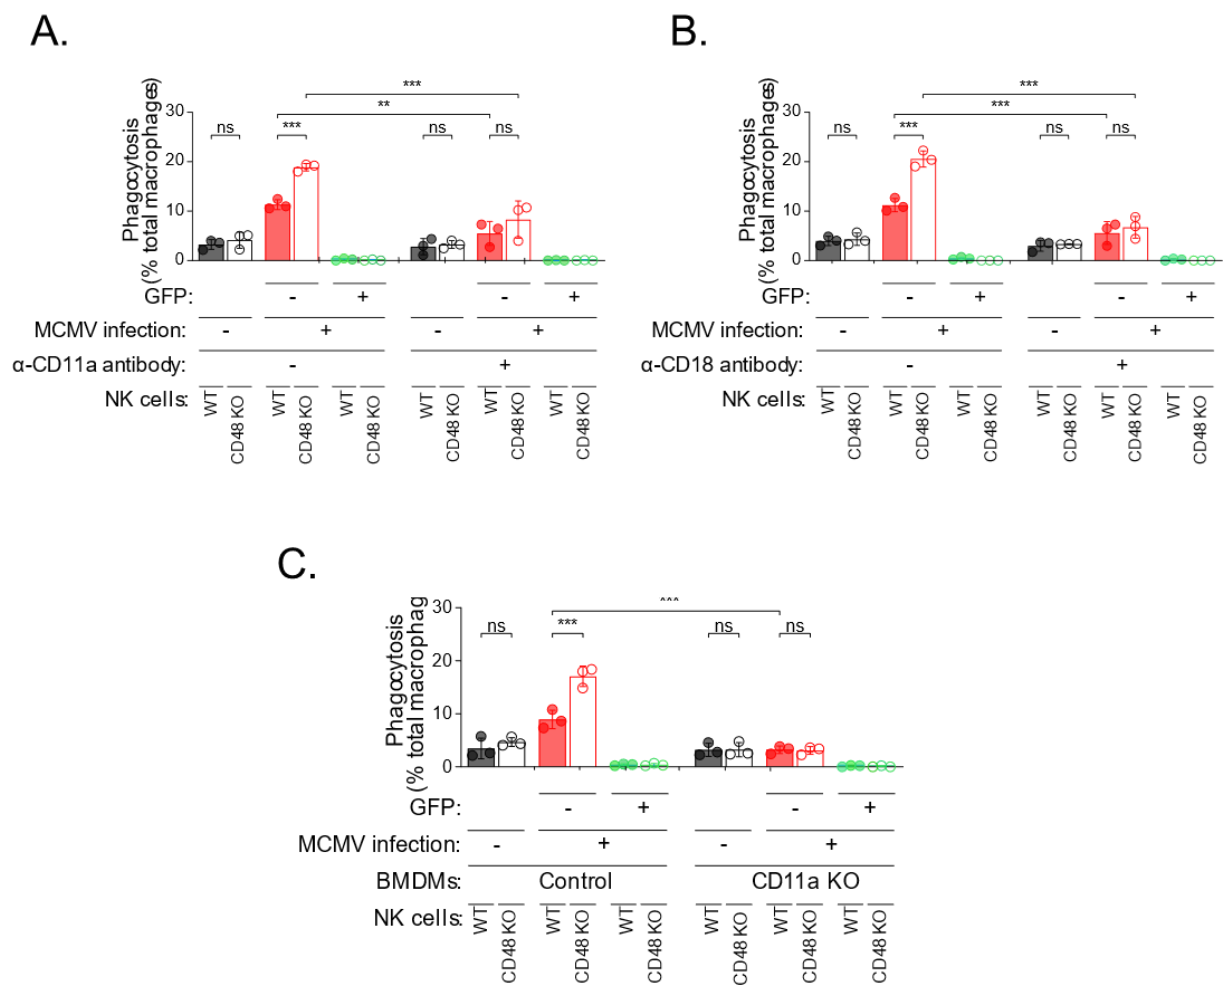 A.
Phagocytosis
(% total macrophages)
30
20
10
0
ns
***
**
***
ns
ns
GFP: - + - +
MCMV infection: - + - +
α-CD11a antibody: - +
NK cells: WT CD48 KO WT CD48 KO WT CD48 KO WT CD48 KO WT CD48 KO WT CD48 KO
B.
Phagocytosis
(% total macrophages)
30
20
10
0
ns
***
***
***
ns
ns
GFP: - + - +
MCMV infection: - + - +
α-CD18 antibody: - +
NK cells: WT CD48 KO WT CD48 KO WT CD48 KO WT CD48 KO WT CD48 KO WT CD48 KO
C.
Phagocytosis
(% total macrophag
30
20
10
0
ns
***
ns
ns
GFP: - + - +
MCMV infection: - + - +
BMDMs: Control CD11a KO
NK cells: WT CD48 KO WT CD48 KO WT CD48 KO WT CD48 KO WT CD48 KO WT CD48 KO